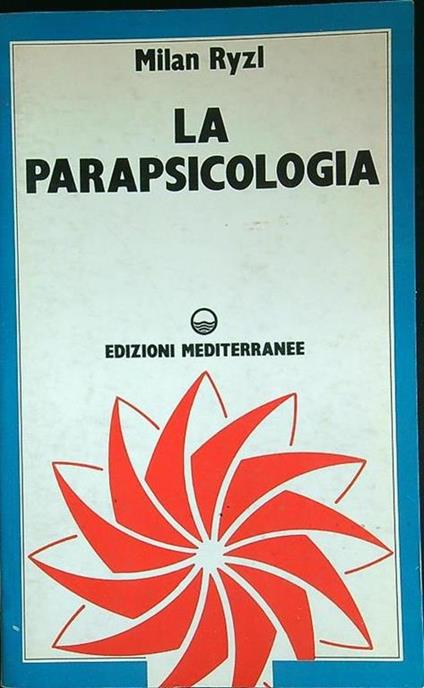 Milan Ryzl
LA
PARAPSICOLOGIA
EDIZIONI MEDITERRANEE